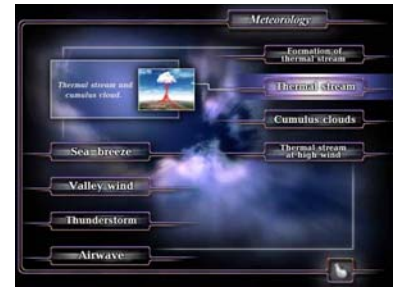 Meteorology
Formation of
thermal stream
Thermal stream and
cumulus cloud.
Thermal stream
Cumulus clouds
Sea-breeze
Thermal stream
at high wind
Valley wind
Thunderstorm
Airwave